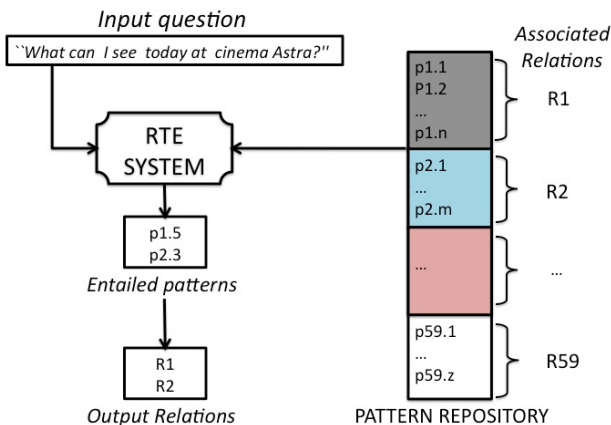 Input question
``What can I see today at cinema Astra?''
RTE
SYSTEM
p1.5
p2.3
Entailed patterns
R1
R2
Output Relations
Associated
Relations
p1.1
P1.2
...
p1.n
R1
p2.1
...
p2.m
R2
...
...
p59.1
...
p59.z
R59
PATTERN REPOSITORY